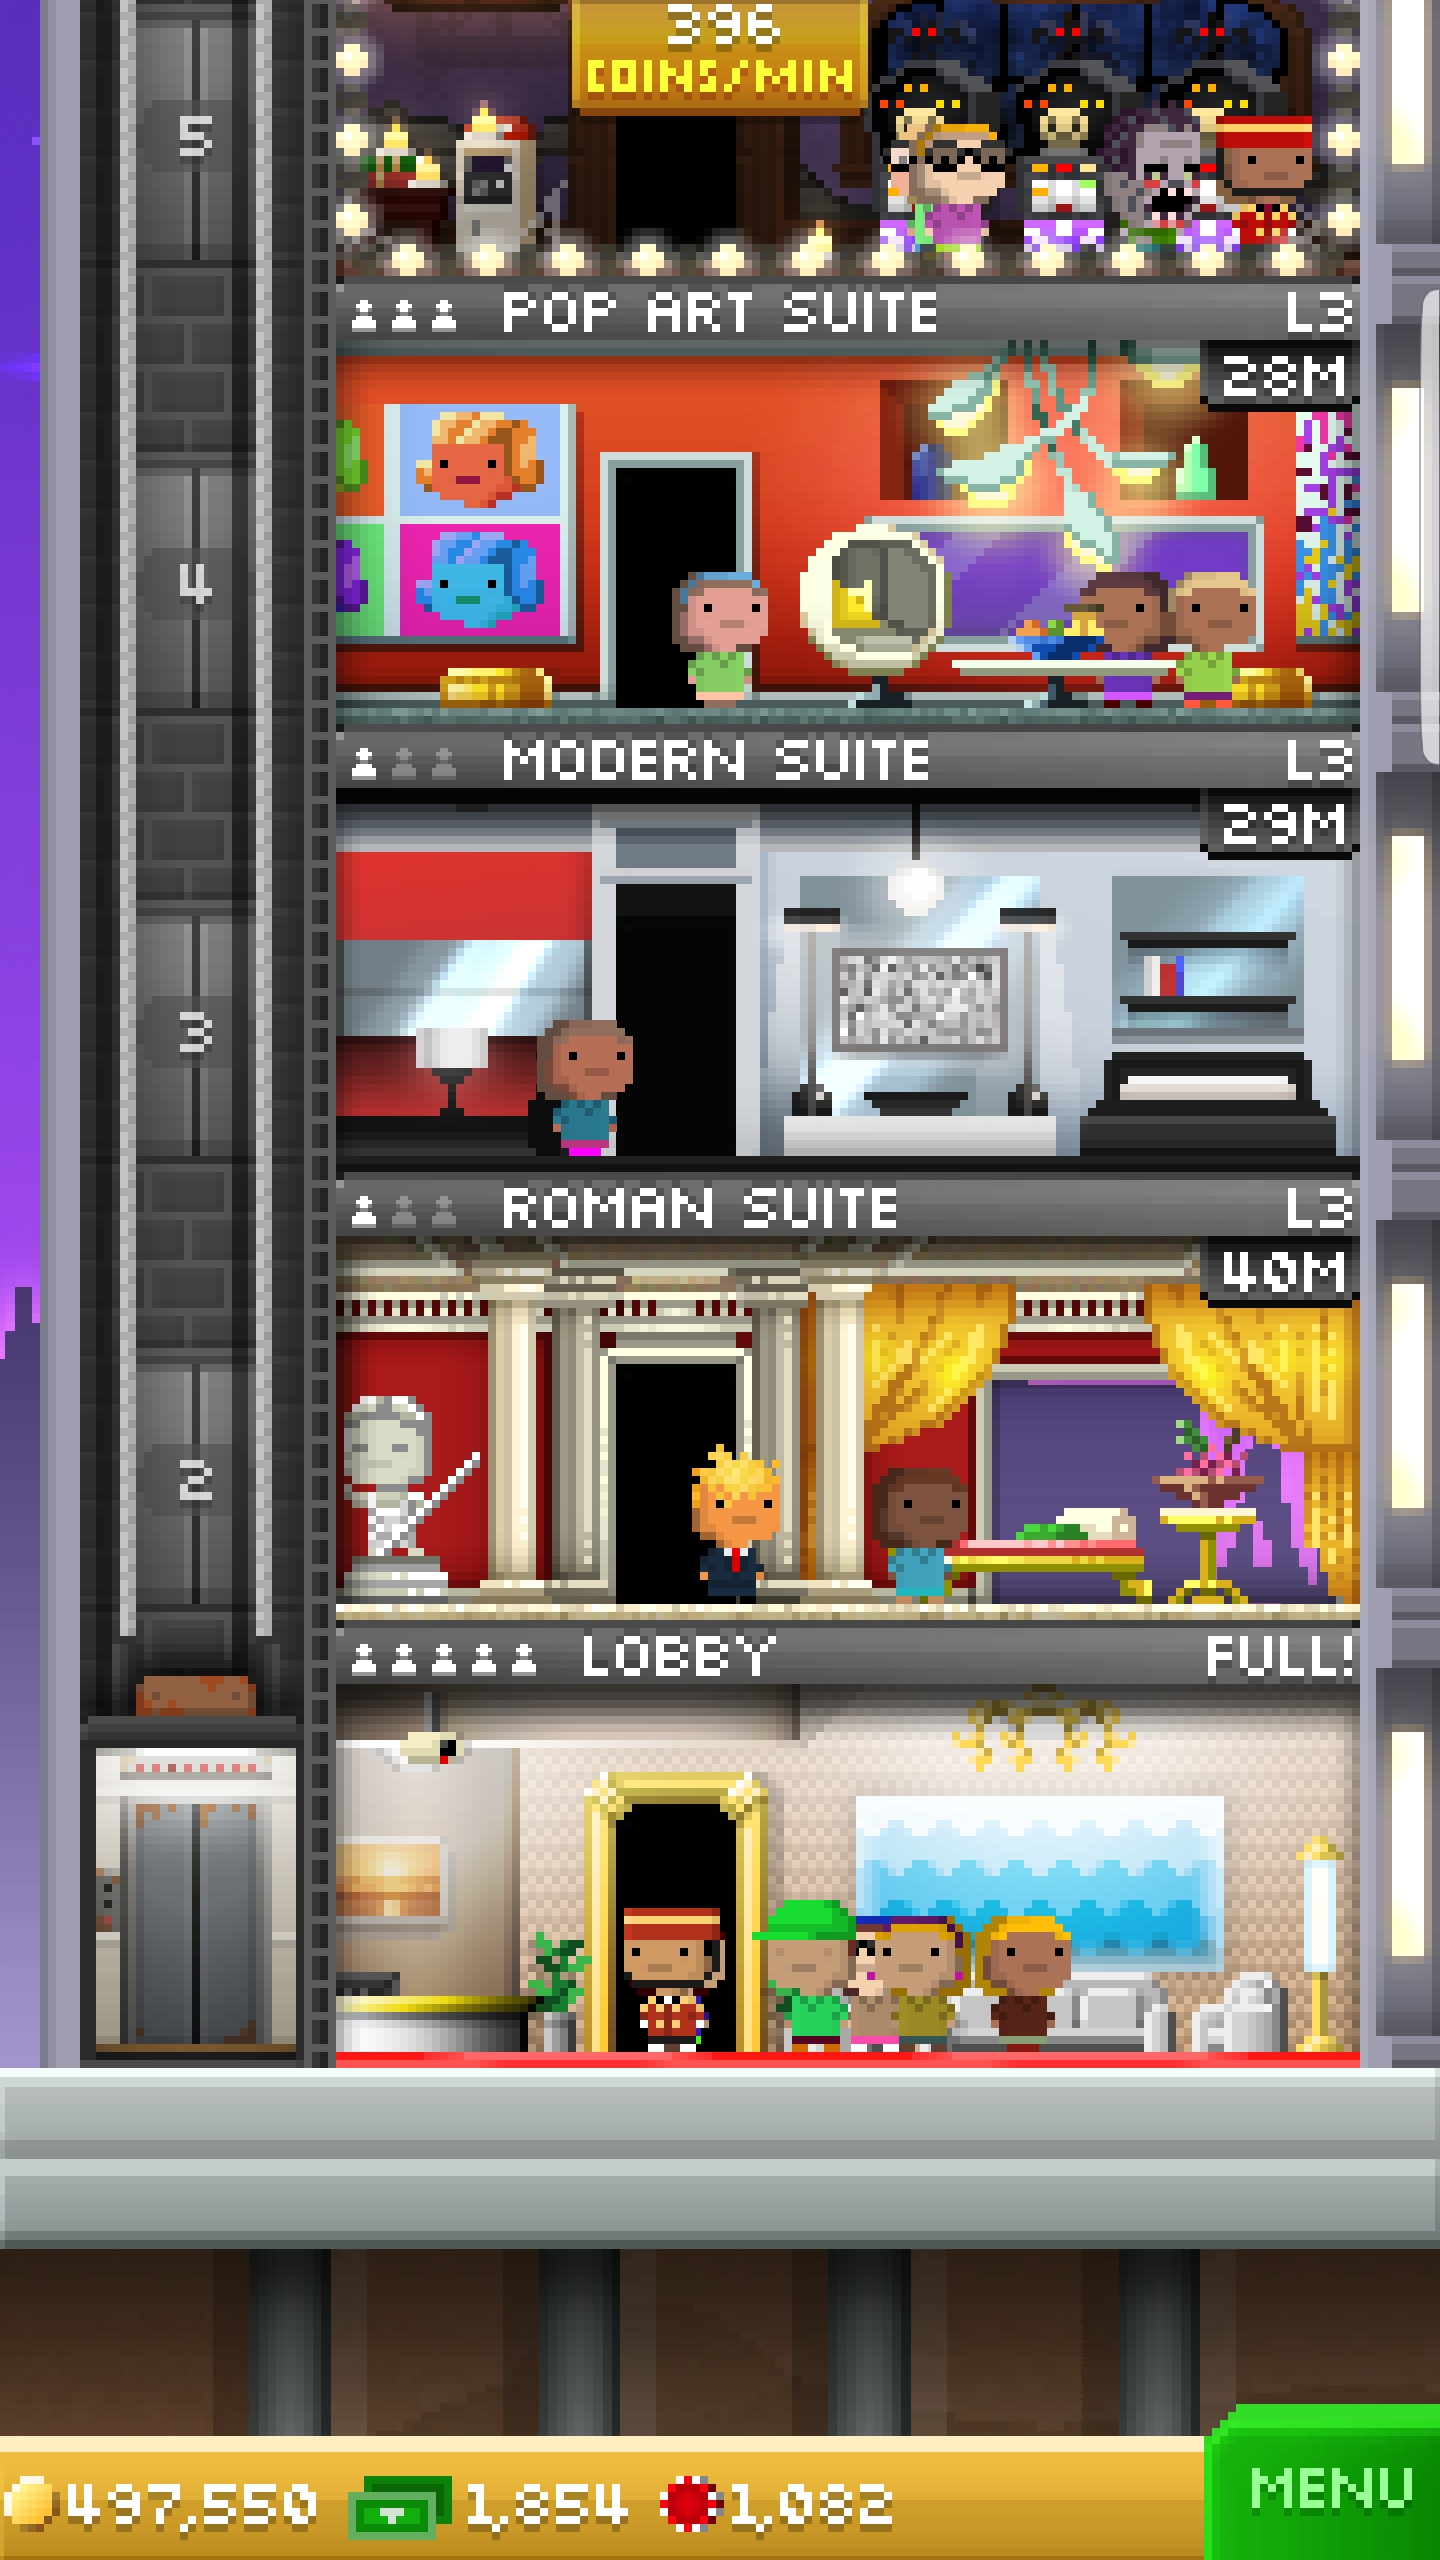 396
COINS/MIN
5
POP ART SUITE L3
28M
4
MODERN SUITE L3
29M
3
ROMAN SUITE L3
40M
2
LOBBY FULL!
497,550 1,854 1,082 MENU